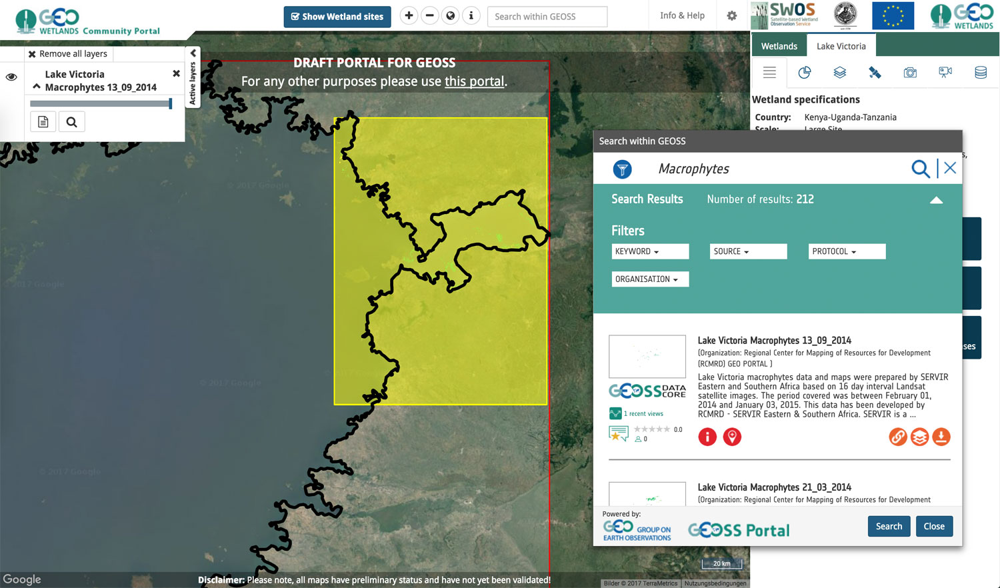 GEO
WETLANDS Community Portal
Show Wetland sites
Search within GEOSS
Info & Help
SWOS
Satellite-based Wetland
Observation Service
GEO
WETLANDS
Remove all layers
Lake Victoria
Macrophytes 13_09_2014
Active layers
DRAFT PORTAL FOR GEOSS
For any other purposes please use this portal.
Wetlands
Lake Victoria
Wetland specifications
Country: Kenya-Uganda-Tanzania
Scale: Large Site
s,
ses
Search within GEOSS
Macrophytes
Search Results Number of results: 212
Filters
KEYWORD
SOURCE
PROTOCOL
ORGANISATION
Lake Victoria Macrophytes 13_09_2014
(Organization: Regional Center for Mapping of Resources for Development
(RCMRD) GEO PORTAL )
Lake Victoria macrophytes data and maps were prepared by SERVIR
Eastern and Southern Africa based on 16 day interval Landsat
satellite images. The period covered was between February 01,
2014 and January 03, 2015. This data has been developed by
RCMRD - SERVIR Eastern & Southern Africa. SERVIR is a ...
GEOSS DATA
CORE
1 recent views
0.0
0
Lake Victoria Macrophytes 21_03_2014
(Organization: Regional Center for Mapping of Resources for Development
Powered by:
GEO GROUP ON
EARTH OBSERVATIONS
GEOSS Portal
Search
Close
© 2017 Google
© 2017 Google
© 2017 Google
© 2017 Google
20 km
Google
Disclaimer: Please note, all maps have preliminary status and have not yet been validated!
Bilder © 2017 TerraMetrics
Nutzungsbedingungen